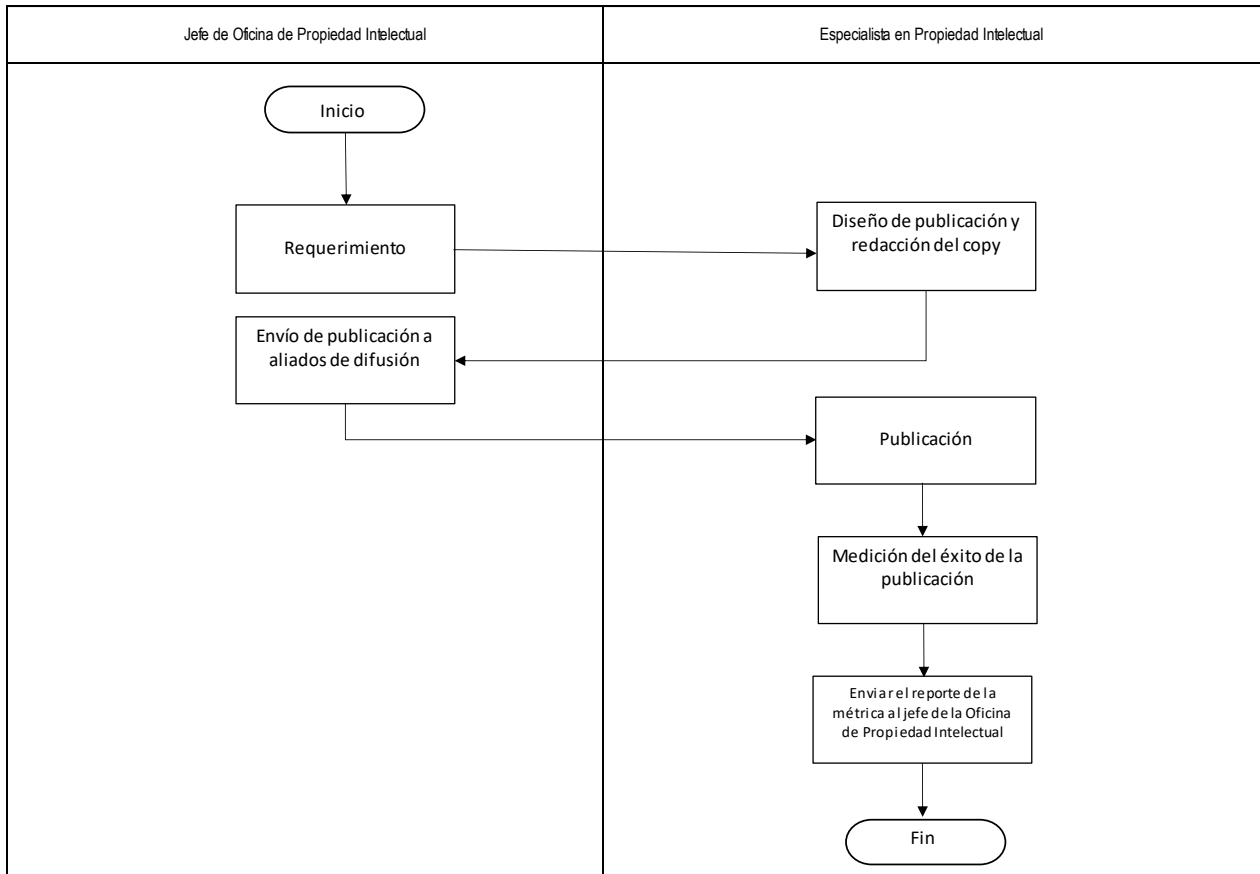 Jefe de Oficina de Propiedad Intelectual
Especialista en Propiedad Intelectual
Inicio
Requerimiento
Diseño de publicación y
redacción del copy
Envío de publicación a
aliados de difusión
Publicación
Medición del éxito de la
publicación
Enviar el reporte de la
métrica al jefe de la Oficina
de Propiedad Intelectual
Fin